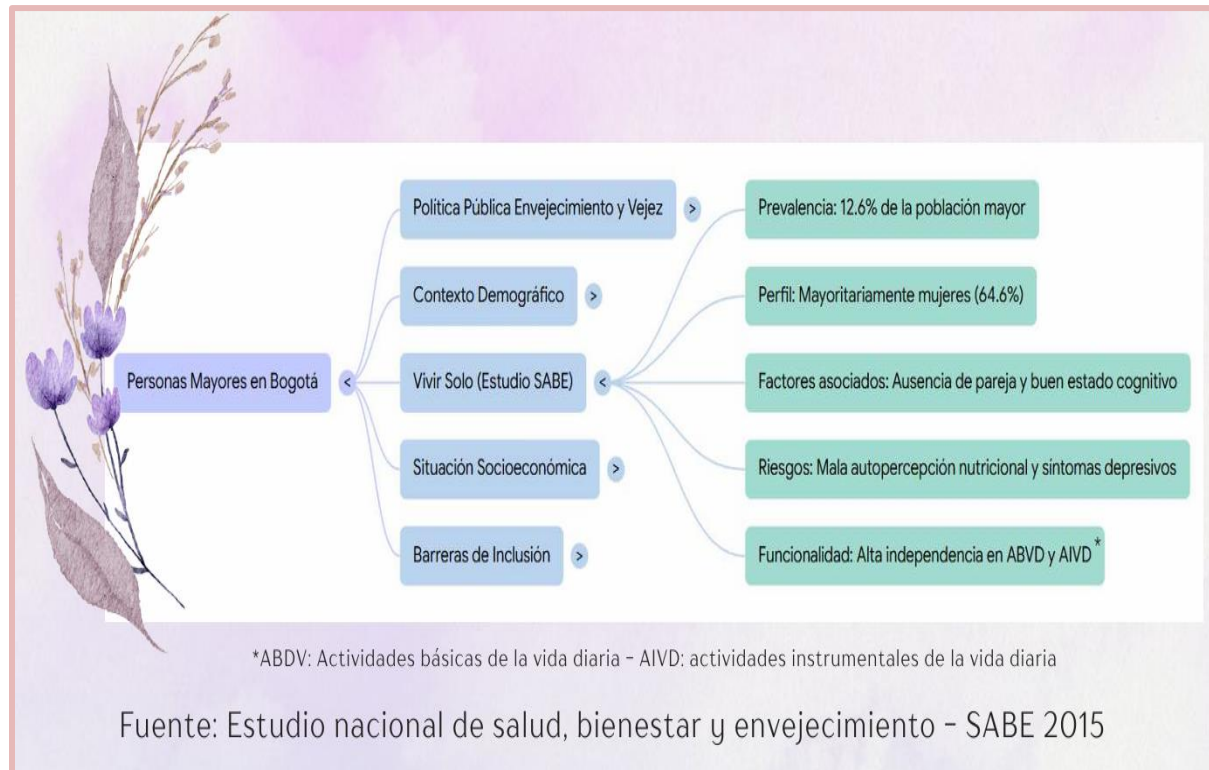 Personas Mayores en Bogotá <
Política Pública Envejecimiento y Vejez >
Contexto Demográfico >
Vivir Solo (Estudio SABE) <
Situación Socioeconómica >
Barreras de Inclusión >
Prevalencia: 12.6% de la población mayor
Perfil: Mayoritariamente mujeres (64.6%)
Factores asociados: Ausencia de pareja y buen estado cognitivo
Riesgos: Mala autopercepción nutricional y síntomas depresivos
Funcionalidad: Alta independencia en ABVD y AIVD *
*ABDV: Actividades básicas de la vida diaria – AIVD: actividades instrumentales de la vida diaria
Fuente: Estudio nacional de salud, bienestar y envejecimiento – SABE 2015